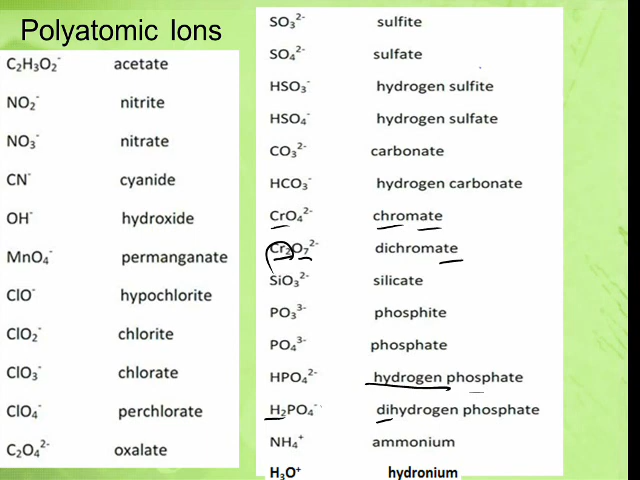 Polyatomic Ions
C₂H₃O₂⁻ acetate
NO₂⁻ nitrite
NO₃⁻ nitrate
CN⁻ cyanide
OH⁻ hydroxide
MnO₄⁻ permanganate
ClO⁻ hypochlorite
ClO₂⁻ chlorite
ClO₃⁻ chlorate
ClO₄⁻ perchlorate
C₂O₄²⁻ oxalate
SO₃²⁻ sulfite
SO₄²⁻ sulfate
HSO₃⁻ hydrogen sulfite
HSO₄⁻ hydrogen sulfate
CO₃²⁻ carbonate
HCO₃⁻ hydrogen carbonate
CrO₄²⁻ chromate
Cr₂O₇²⁻ dichromate
SiO₃²⁻ silicate
PO₃³⁻ phosphite
PO₄³⁻ phosphate
HPO₄²⁻ hydrogen phosphate
H₂PO₄⁻ dihydrogen phosphate
NH₄⁺ ammonium
H₃O⁺ hydronium